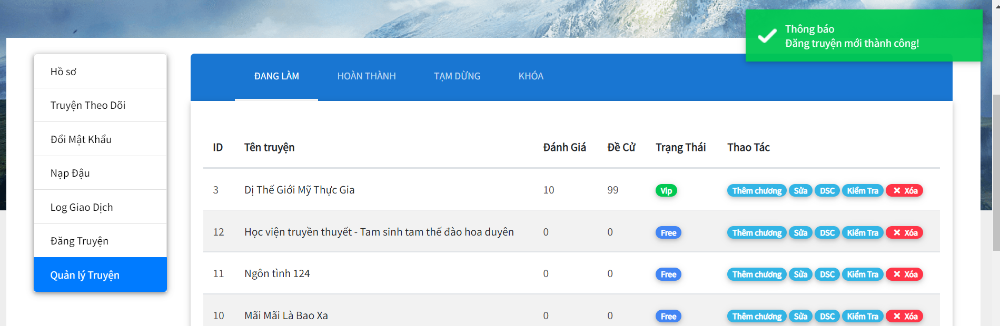 Thông báo
Đăng truyện mới thành công!
Hồ sơ
Truyện Theo Dõi
Đổi Mật Khẩu
Nạp Đậu
Log Giao Dịch
Đăng Truyện
Quản lý Truyện
ĐANG LÀM HOÀN THÀNH TẠM DỪNG KHÓA
ID Tên truyện Đánh Giá Đề Cử Trạng Thái Thao Tác
3 Dị Thế Giới Mỹ Thực Gia 10 99 Vip Thêm chương Sửa DSC Kiểm Tra Xóa
12 Học viện truyền thuyết - Tam sinh tam thế đào hoa duyên 0 0 Free Thêm chương Sửa DSC Kiểm Tra Xóa
11 Ngôn tình 124 0 0 Free Thêm chương Sửa DSC Kiểm Tra Xóa
10 Mãi Mãi Là Bao Xa 0 0 Free Thêm chương Sửa DSC Kiểm Tra Xóa